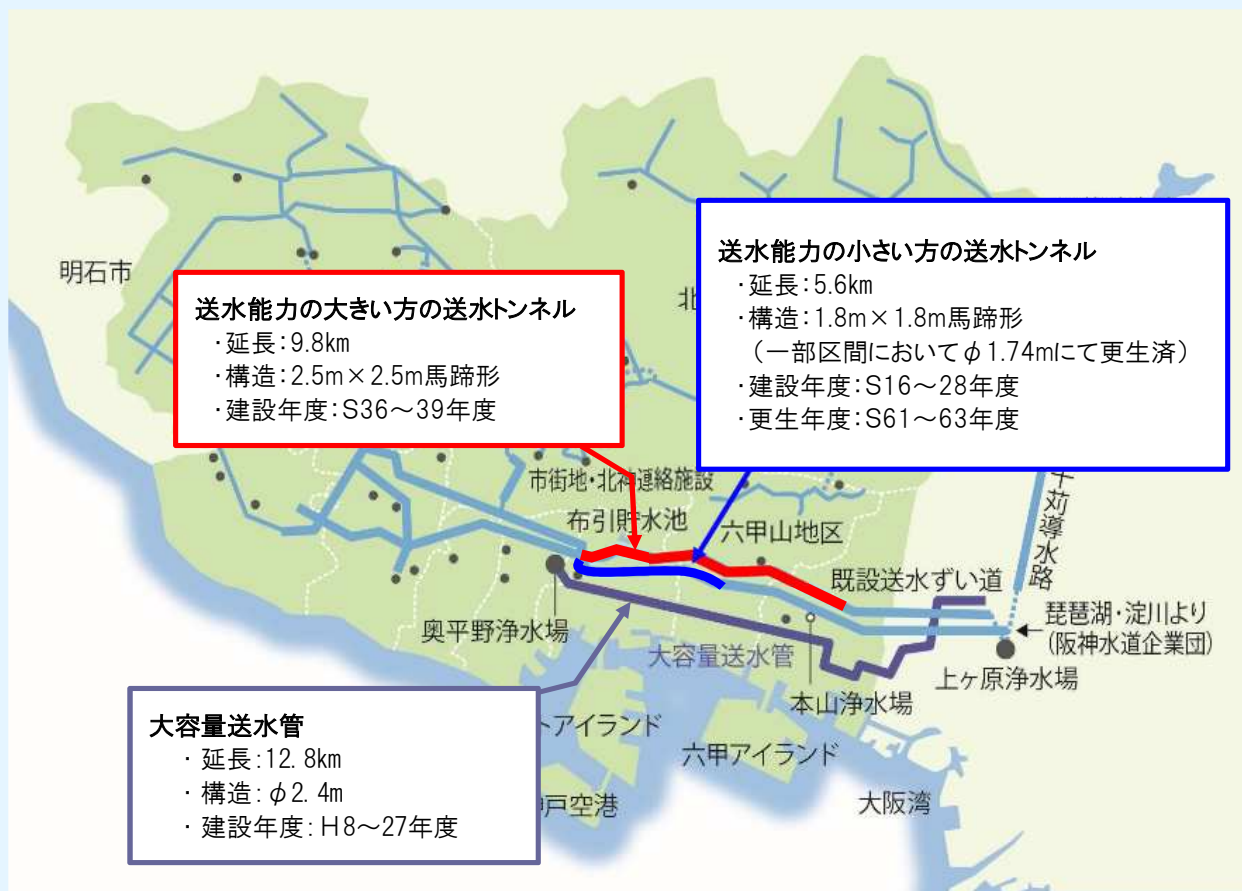 明石市
送水能力の大きい方の送水トンネル
・延長:9.8km
・構造:2.5m×2.5m馬蹄形
・建設年度:S36～39年度
北
送水能力の小さい方の送水トンネル
・延長:5.6km
・構造:1.8m×1.8m馬蹄形
(一部区間においてφ1.74mにて更生済)
・建設年度:S16～28年度
・更生年度:S61～63年度
市街地・北神連絡施設
布引貯水池
六甲山地区
千苅導水路
既設送水ずい道
琵琶湖・淀川より
(阪神水道企業団)
奥平野浄水場
大容量送水管
上ヶ原浄水場
本山浄水場
大容量送水管
・延長:12.8km
・構造:φ2.4m
・建設年度:H8～27年度
トアイランド
六甲アイランド
戸空港
大阪湾